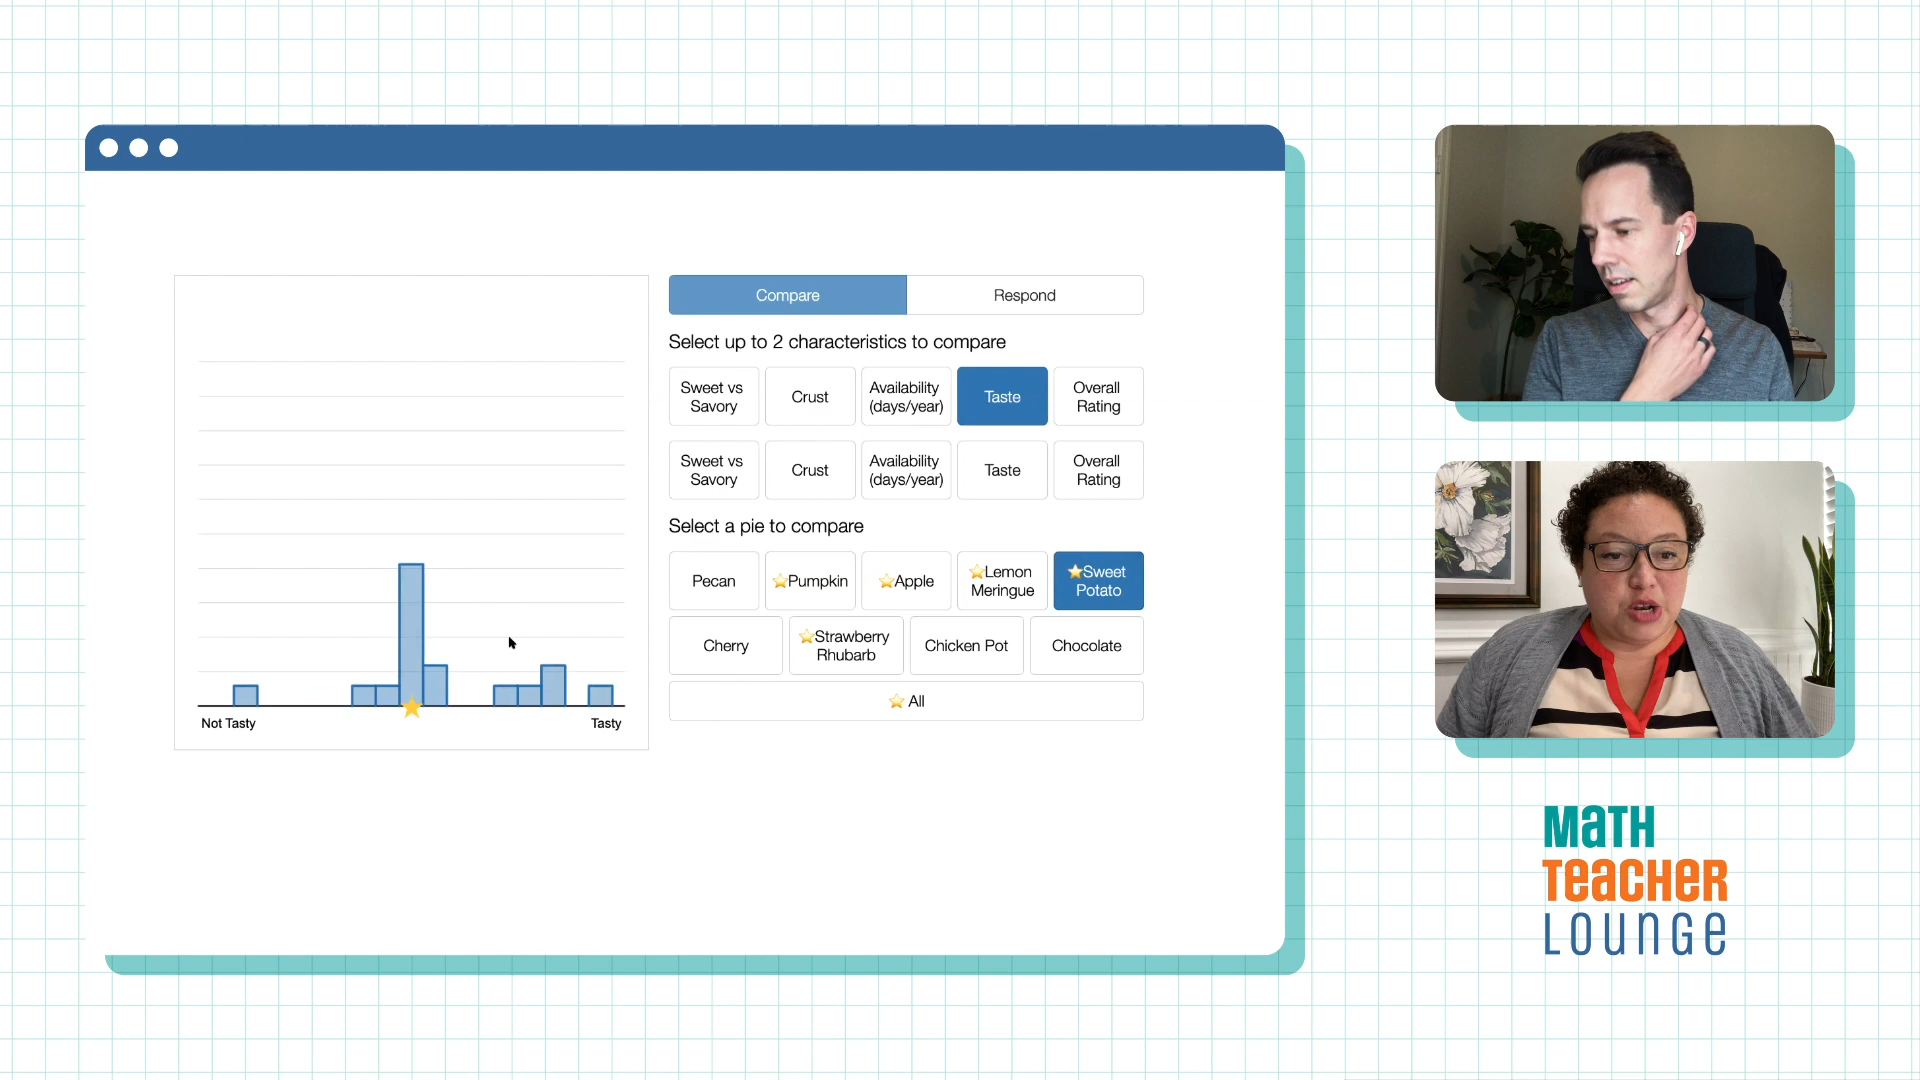 Compare
Respond
Select up to 2 characteristics to compare
Sweet vs
Savory
Crust
Availability
(days/year)
Taste
Overall
Rating
Sweet vs
Savory
Crust
Availability
(days/year)
Taste
Overall
Rating
Select a pie to compare
Pecan
⭐Pumpkin
⭐Apple
⭐Lemon
Meringue
⭐Sweet
Potato
Cherry
⭐Strawberry
Rhubarb
Chicken Pot
Chocolate
⭐ All
Not Tasty
Tasty
MaTH
TeaCHeR
LOUNGe